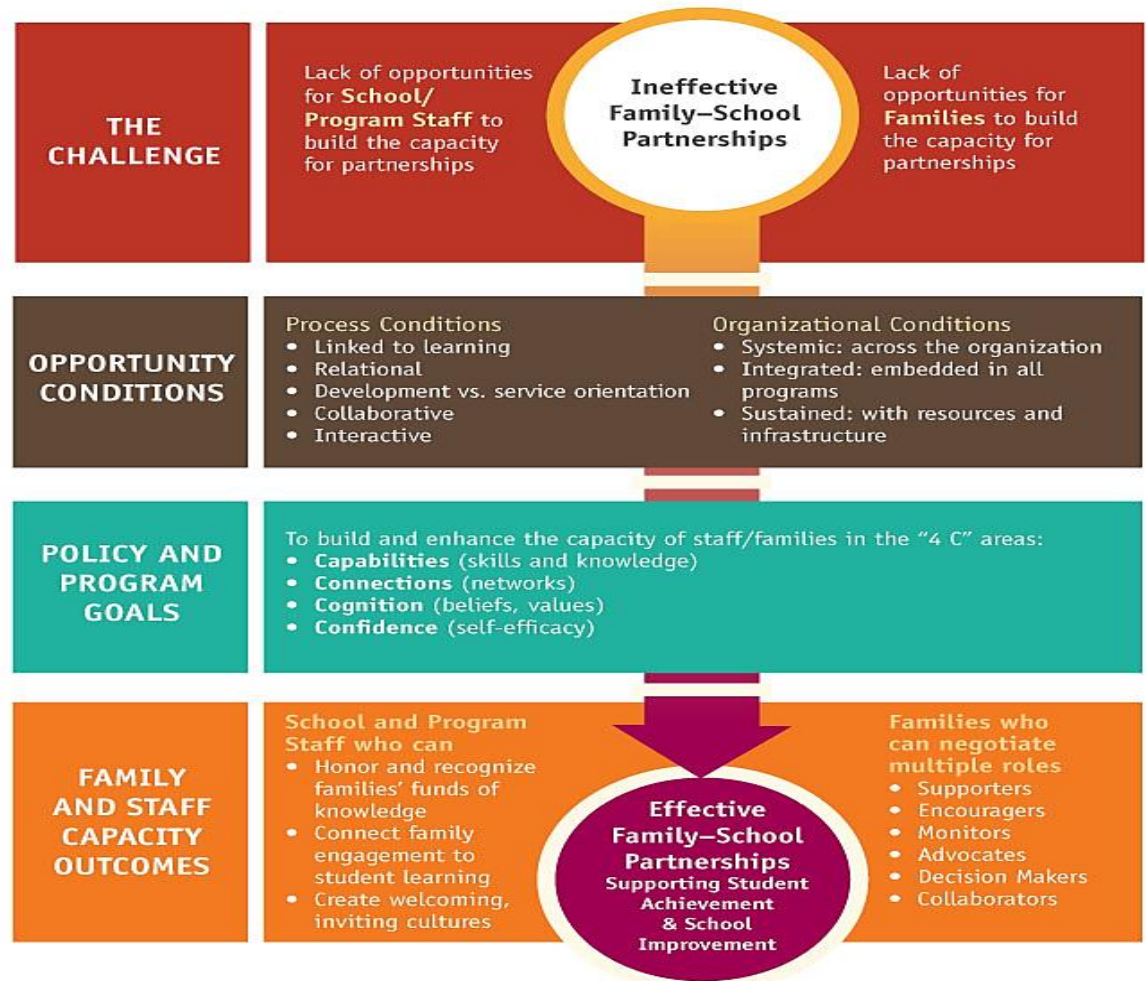 THE
CHALLENGE
Lack of opportunities
for School/
Program Staff to
build the capacity
for partnerships
Ineffective
Family–School
Partnerships
Lack of
opportunities for
Families to build
the capacity for
partnerships
OPPORTUNITY
CONDITIONS
Process Conditions
• Linked to learning
• Relational
• Development vs. service orientation
• Collaborative
• Interactive
Organizational Conditions
• Systemic: across the organization
• Integrated: embedded in all
programs
• Sustained: with resources and
infrastructure
POLICY AND
PROGRAM
GOALS
To build and enhance the capacity of staff/families in the “4 C” areas:
• Capabilities (skills and knowledge)
• Connections (networks)
• Cognition (beliefs, values)
• Confidence (self-efficacy)
FAMILY
AND STAFF
CAPACITY
OUTCOMES
School and Program
Staff who can
• Honor and recognize
families’ funds of
knowledge
• Connect family
engagement to
student learning
• Create welcoming,
inviting cultures
Effective
Family–School
Partnerships
Supporting Student
Achievement
& School
Improvement
Families who
can negotiate
multiple roles
• Supporters
• Encouragers
• Monitors
• Advocates
• Decision Makers
• Collaborators